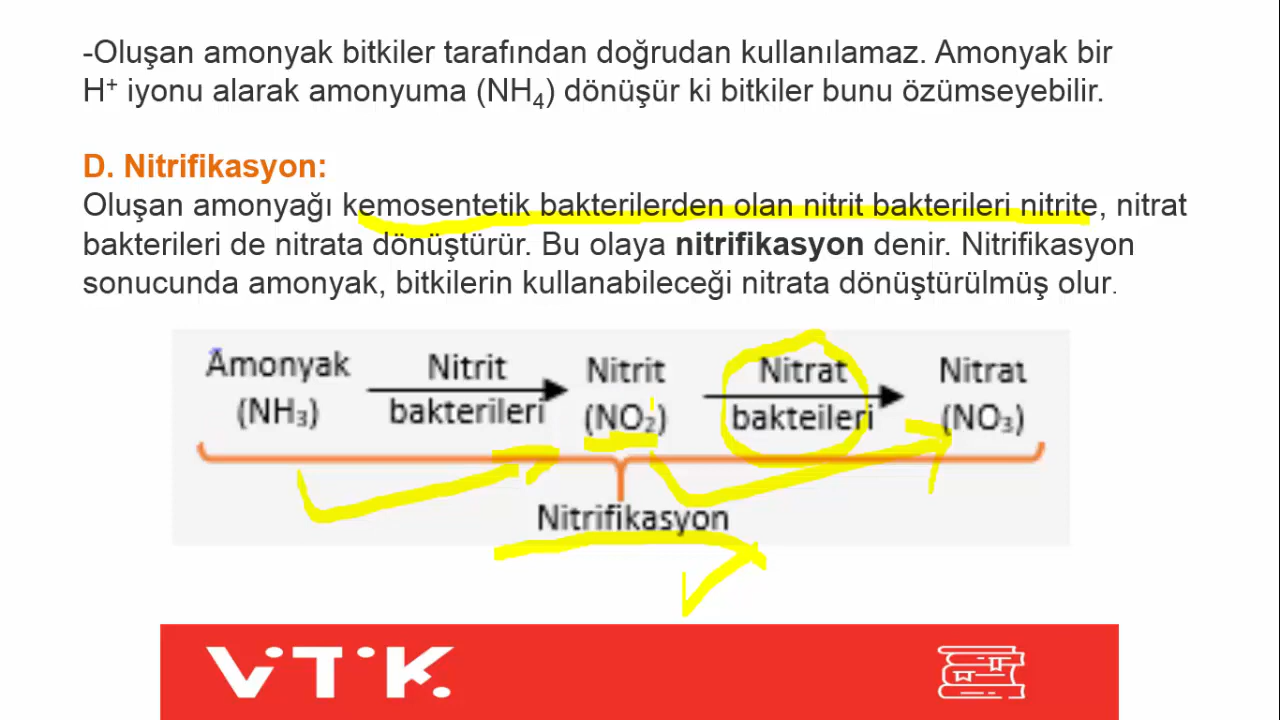 -Oluşan amonyak bitkiler tarafından doğrudan kullanılamaz. Amonyak bir
H⁺ iyonu alarak amonyuma (NH₄) dönüşür ki bitkiler bunu özümseyebilir.
D. Nitrifikasyon:
Oluşan amonyağı kemosentetik bakterilerden olan nitrit bakterileri nitrite, nitrat
bakterileri de nitrata dönüştürür. Bu olaya nitrifikasyon denir. Nitrifikasyon
sonucunda amonyak, bitkilerin kullanabileceği nitrata dönüştürülmüş olur.
Amonyak Nitrit Nitrit Nitrat Nitrat
(NH₃) bakterileri (NO₂) bakteileri (NO₃)
Nitrifikasyon
VİTİK.